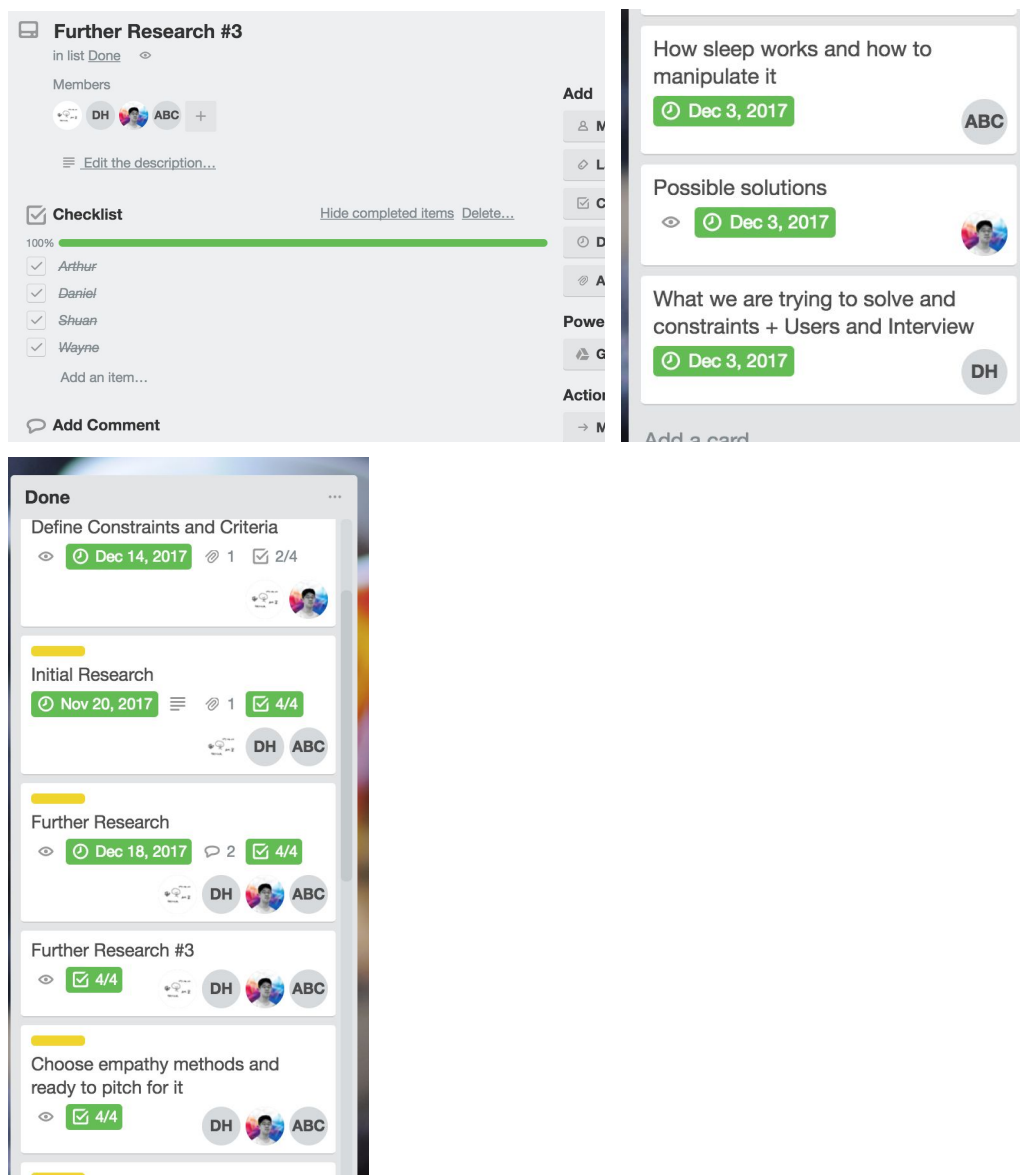 Further Research #3
in list Done
Members
DH
ABC
+
Edit the description…
Checklist
Hide completed items Delete…
100%
Arthur
Daniel
Shuan
Wayne
Add an item…
Add Comment
Add
M
L
C
D
A
Powe
G
Action
M
How sleep works and how to
manipulate it
Dec 3, 2017
ABC
Possible solutions
Dec 3, 2017
What we are trying to solve and
constraints + Users and Interview
Dec 3, 2017
DH
Add a card
Done
...
Define Constraints and Criteria
Dec 14, 2017 1 2/4
Initial Research
Nov 20, 2017 1 4/4
DH ABC
Further Research
Dec 18, 2017 2 4/4
DH ABC
Further Research #3
4/4 DH ABC
Choose empathy methods and
ready to pitch for it
4/4 DH ABC